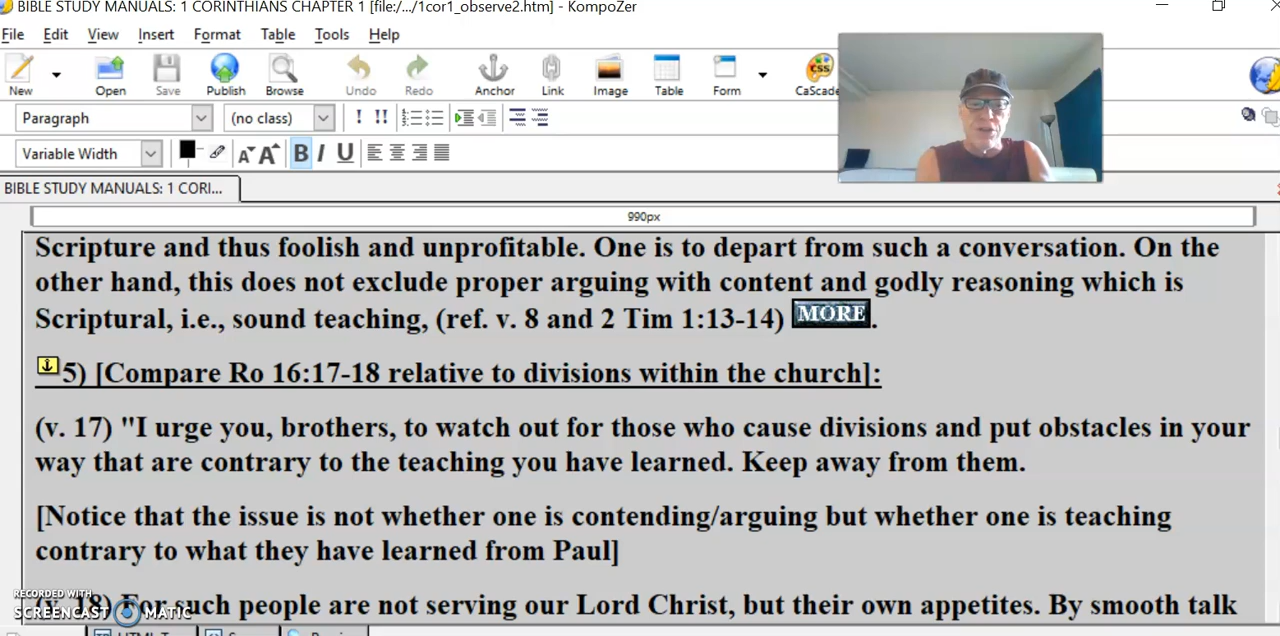 BIBLE STUDY MANUALS: 1 CORINTHIANS CHAPTER 1 [file:/.../1cor1_observe2.htm] - KompoZer
File Edit View Insert Format Table Tools Help
New Open Save Publish Browse Undo Redo Anchor Link Image Table Form CaScade
CSS
Paragraph (no class) ! !!
Variable Width A A B I U
BIBLE STUDY MANUALS: 1 CORI...
990px
Scripture and thus foolish and unprofitable. One is to depart from such a conversation. On the
other hand, this does not exclude proper arguing with content and godly reasoning which is
Scriptural, i.e., sound teaching, (ref. v. 8 and 2 Tim 1:13-14) MORE.
5) [Compare Ro 16:17-18 relative to divisions within the church]:
(v. 17) "I urge you, brothers, to watch out for those who cause divisions and put obstacles in your
way that are contrary to the teaching you have learned. Keep away from them.
[Notice that the issue is not whether one is contending/arguing but whether one is teaching
contrary to what they have learned from Paul]
(v. 18) For such people are not serving our Lord Christ, but their own appetites. By smooth talk
RECORDED WITH
SCREENCAST MATIC